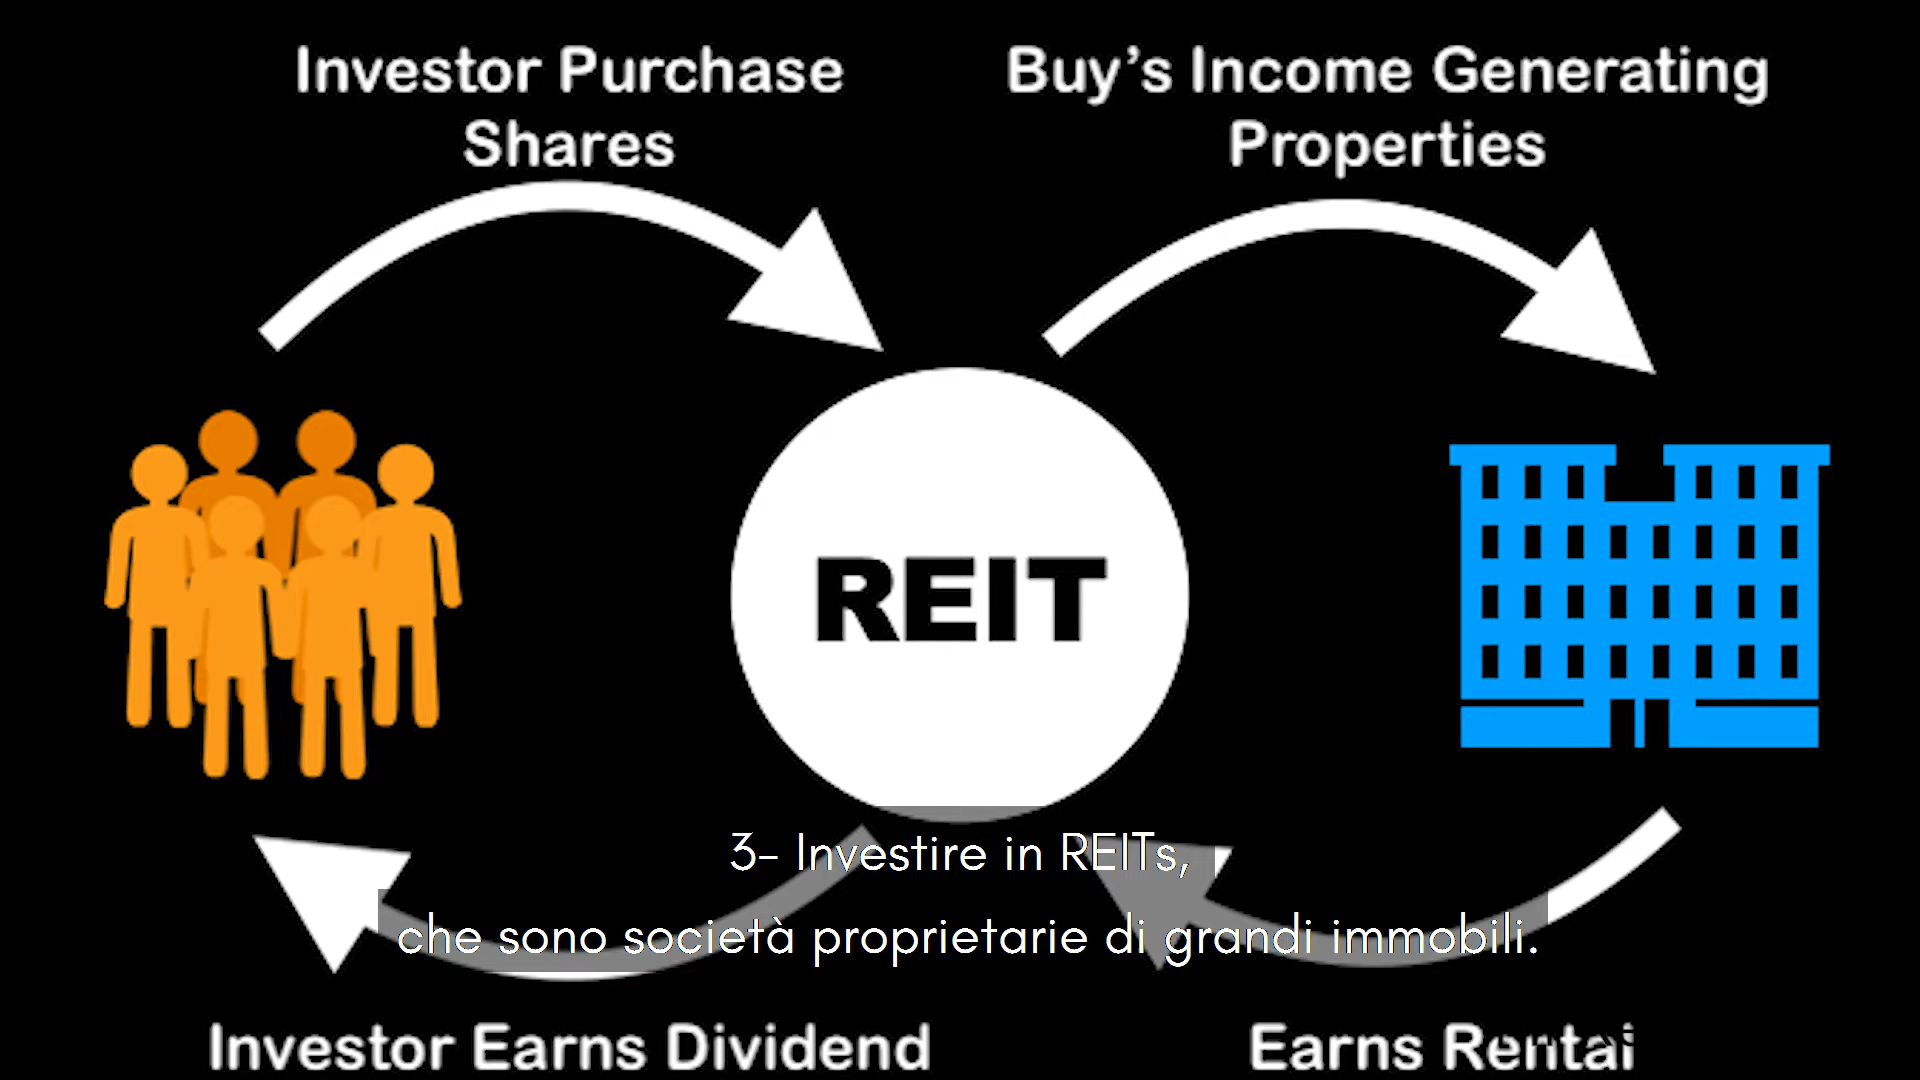 Investor Purchase
Shares
Buy's Income Generating
Properties
REIT
3- Investire in REITs,
che sono società proprietarie di grandi immobili.
Investor Earns Dividend
Earns Rental